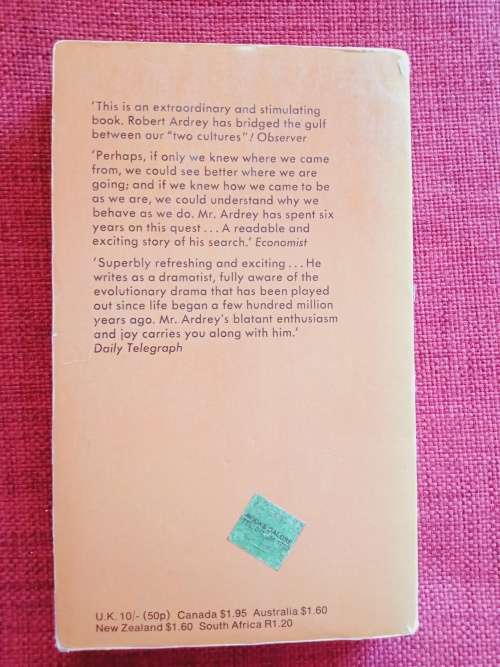 'This is an extraordinary and stimulating
book. Robert Ardrey has bridged the gulf
between our "two cultures"! Observer
'Perhaps, if only we knew where we came
from, we could see better where we are
going; and if we knew how we came to be
as we are, we could understand why we
behave as we do. Mr. Ardrey has spent six
years on this quest . . . A readable and
exciting story of his search.' Economist
'Superbly refreshing and exciting . . . He
writes as a dramatist, fully aware of the
evolutionary drama that has been played
out since life began a few hundred million
years ago. Mr. Ardrey's blatant enthusiasm
and joy carries you along with him.'
Daily Telegraph
BOOKS GALORE
U.K. 10/- (50p) Canada $1.95 Australia $1.60
New Zealand $1.60 South Africa R1.20